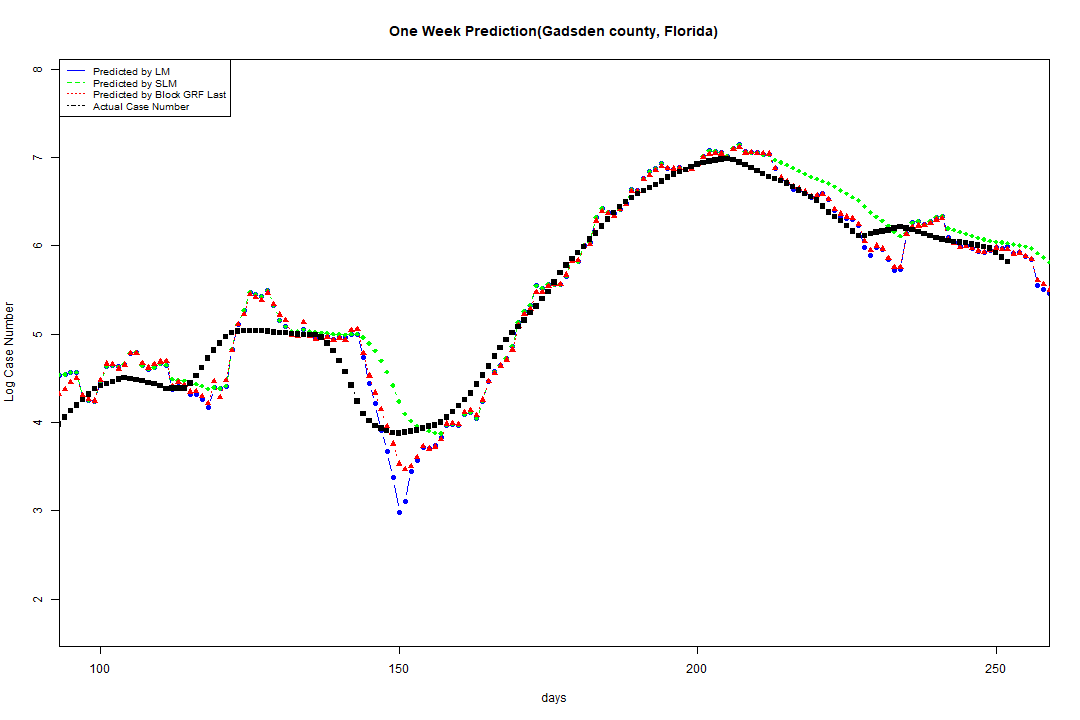 One Week Prediction(Gadsden county, Florida)
Predicted by LM
Predicted by SLM
Predicted by Block GRF Last
Actual Case Number
8
7
6
5
4
3
2
Log Case Number
100 150 200 250
days